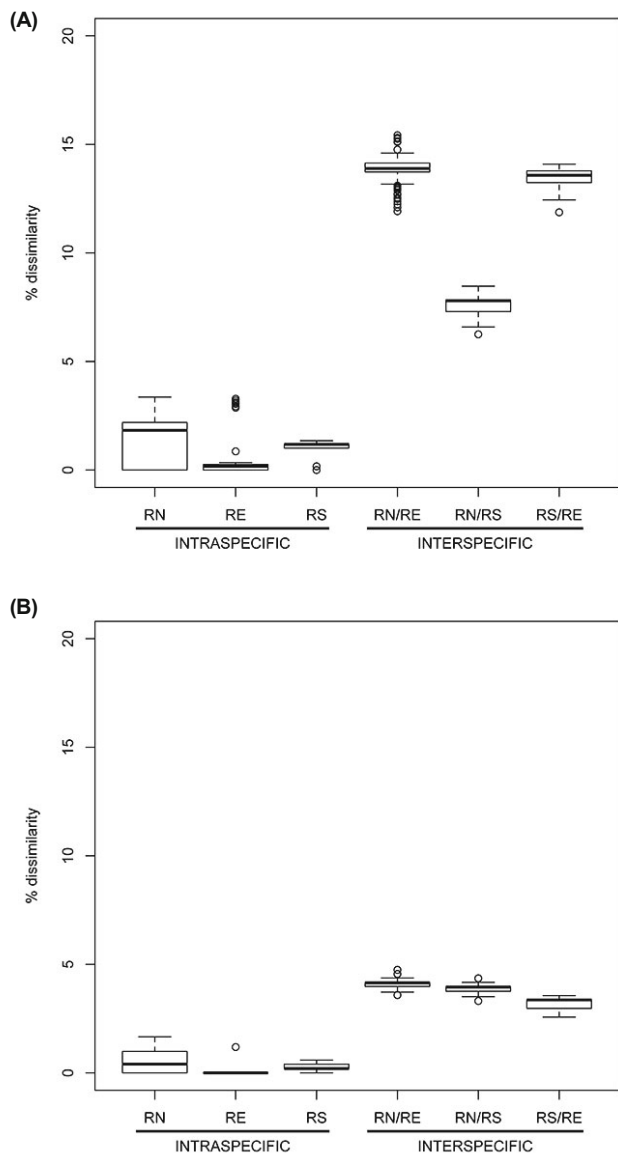 (A)
20
15
10
5
0
% dissimilarity
RN RE RS RN/RE RN/RS RS/RE
INTRASPECIFIC INTERSPECIFIC
(B)
20
15
10
5
0
% dissimilarity
RN RE RS RN/RE RN/RS RS/RE
INTRASPECIFIC INTERSPECIFIC